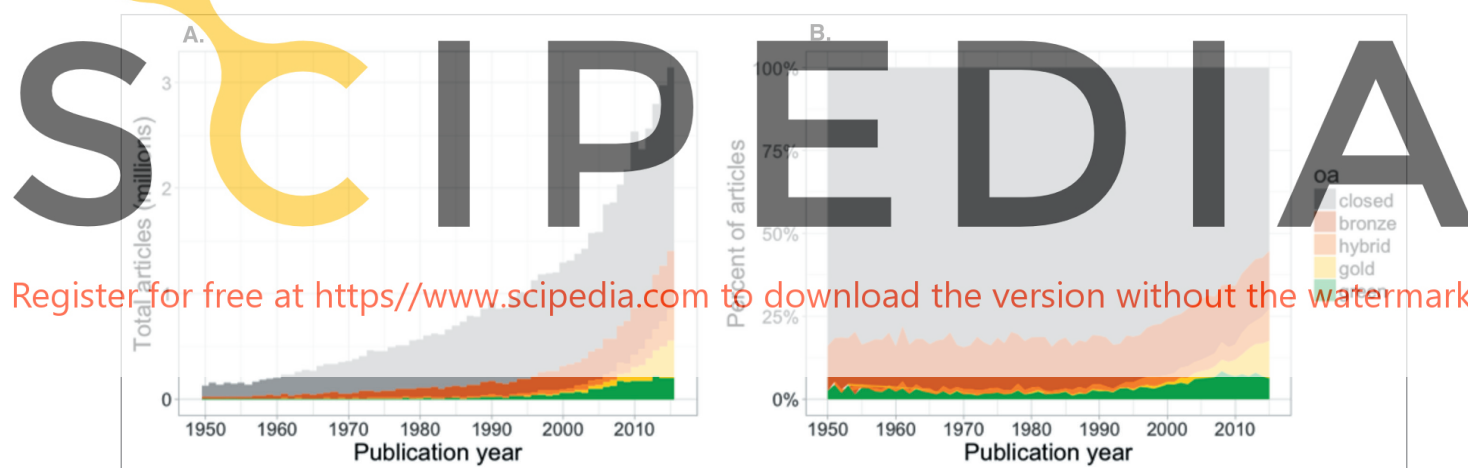 A.
B.
SCIPEDIA
3
2
1
0
Total articles (millions)
1950 1960 1970 1980 1990 2000 2010
Publication year
100%
75%
50%
25%
0%
Percent of articles
1950 1960 1970 1980 1990 2000 2010
Publication year
oa
closed
bronze
hybrid
gold
green
Register for free at https//www.scipedia.com to download the version without the watermark